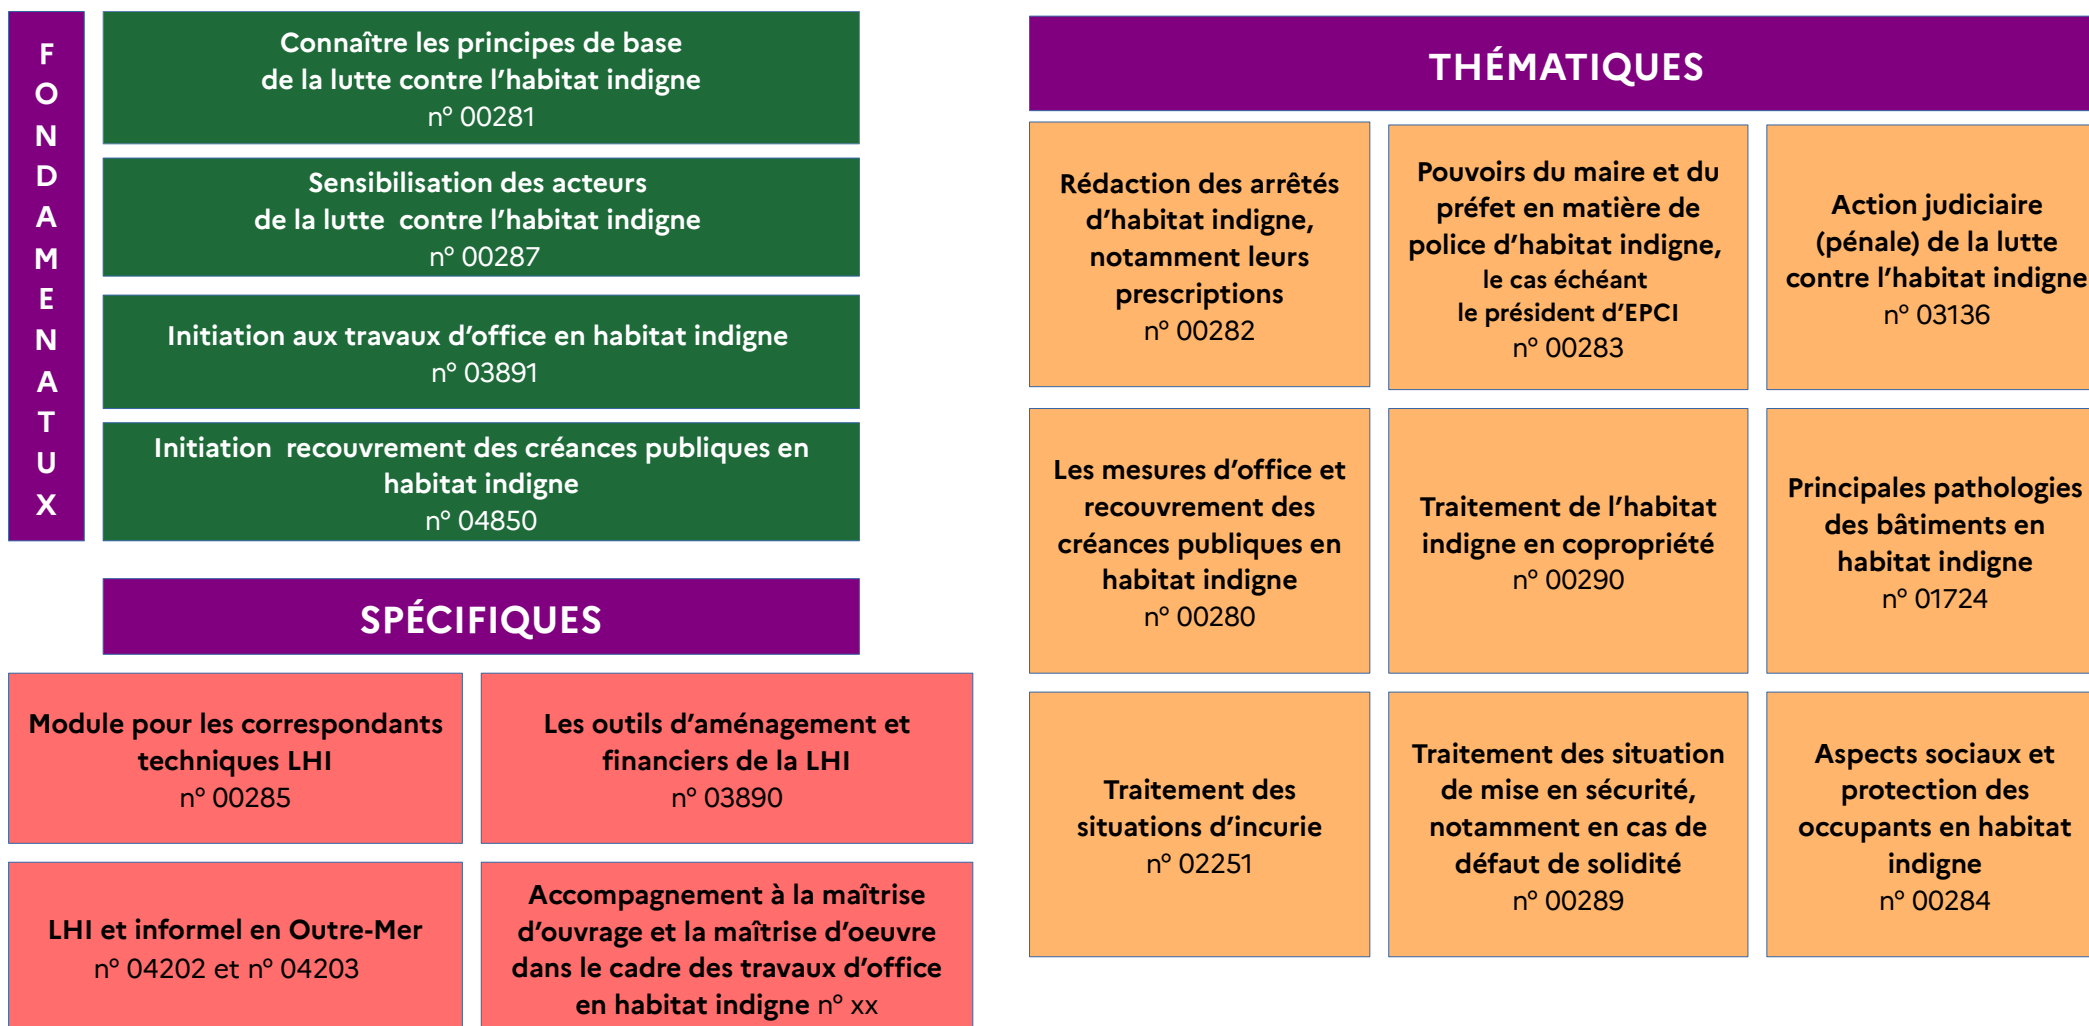 F
O
N
D
A
M
E
N
A
T
U
X
Connaître les principes de base
de la lutte contre l’habitat indigne
n° 00281
Sensibilisation des acteurs
de la lutte  contre l’habitat indigne
n° 00287
Initiation aux travaux d’office en habitat indigne
n° 03891
Initiation  recouvrement des créances publiques en
habitat indigne
n° 04850
SPÉCIFIQUES
Module pour les correspondants
techniques LHI
n° 00285
Les outils d’aménagement et
financiers de la LHI
n° 03890
LHI et informel en Outre-Mer
n° 04202 et n° 04203
Accompagnement à la maîtrise
d’ouvrage et la maîtrise d’oeuvre
dans le cadre des travaux d’office
en habitat indigne n° xx
THÉMATIQUES
Rédaction des arrêtés
d’habitat indigne,
notamment leurs
prescriptions
n° 00282
Pouvoirs du maire et du
préfet en matière de
police d’habitat indigne,
le cas échéant
le président d’EPCI
n° 00283
Action judiciaire
(pénale) de la lutte
contre l’habitat indigne
n° 03136
Les mesures d’office et
recouvrement des
créances publiques en
habitat indigne
n° 00280
Traitement de l’habitat
indigne en copropriété
n° 00290
Principales pathologies
des bâtiments en
habitat indigne
n° 01724
Traitement des
situations d’incurie
n° 02251
Traitement des situation
de mise en sécurité,
notamment en cas de
défaut de solidité
n° 00289
Aspects sociaux et
protection des
occupants en habitat
indigne
n° 00284